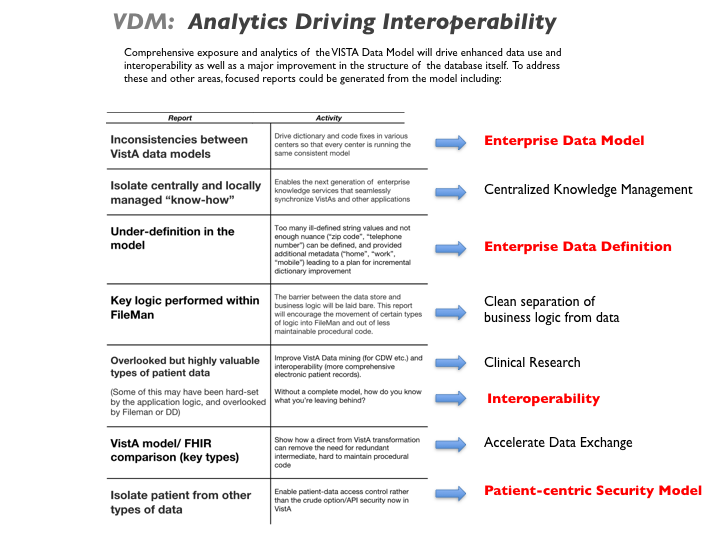 VDM: Analytics Driving Interoperability
Comprehensive exposure and analytics of the VISTA Data Model will drive enhanced data use and
interoperability as well as a major improvement in the structure of the database itself. To address
these and other areas, focused reports could be generated from the model including:
Report
Activity
Inconsistencies between
VistA data models
Drive dictionary and code fixes in various
centers so that every center is running the
same consistent model
Enterprise Data Model
Isolate centrally and locally
managed “know-how”
Enables the next generation of enterprise
knowledge services that seamlessly
synchronize VistAs and other applications
Centralized Knowledge Management
Under-definition in the
model
Too many ill-defined string values and not
enough nuance (“zip code”, “telephone
number”) can be defined, and provided
additional metadata (“home”, “work”,
“mobile”) leading to a plan for incremental
dictionary improvement
Enterprise Data Definition
Key logic performed within
FileMan
The barrier between the data store and
business logic will be laid bare. This report
will encourage the movement of certain types
of logic into FileMan and out of less
maintainable procedural code.
Clean separation of
business logic from data
Overlooked but highly valuable
types of patient data
(Some of this may have been hard-set
by the application logic, and overlooked
by Fileman or DD)
Improve VistA Data mining (for CDW etc.) and
interoperability (more comprehensive
electronic patient records).
Without a complete model, how do you know
what you’re leaving behind?
Clinical Research
Interoperability
VistA model/ FHIR
comparison (key types)
Show how a direct from VistA transformation
can remove the need for redundant
intermediate, hard to maintain procedural
code
Accelerate Data Exchange
Isolate patient from other
types of data
Enable patient-data access control rather
than the crude option/API security now in
VistA
Patient-centric Security Model